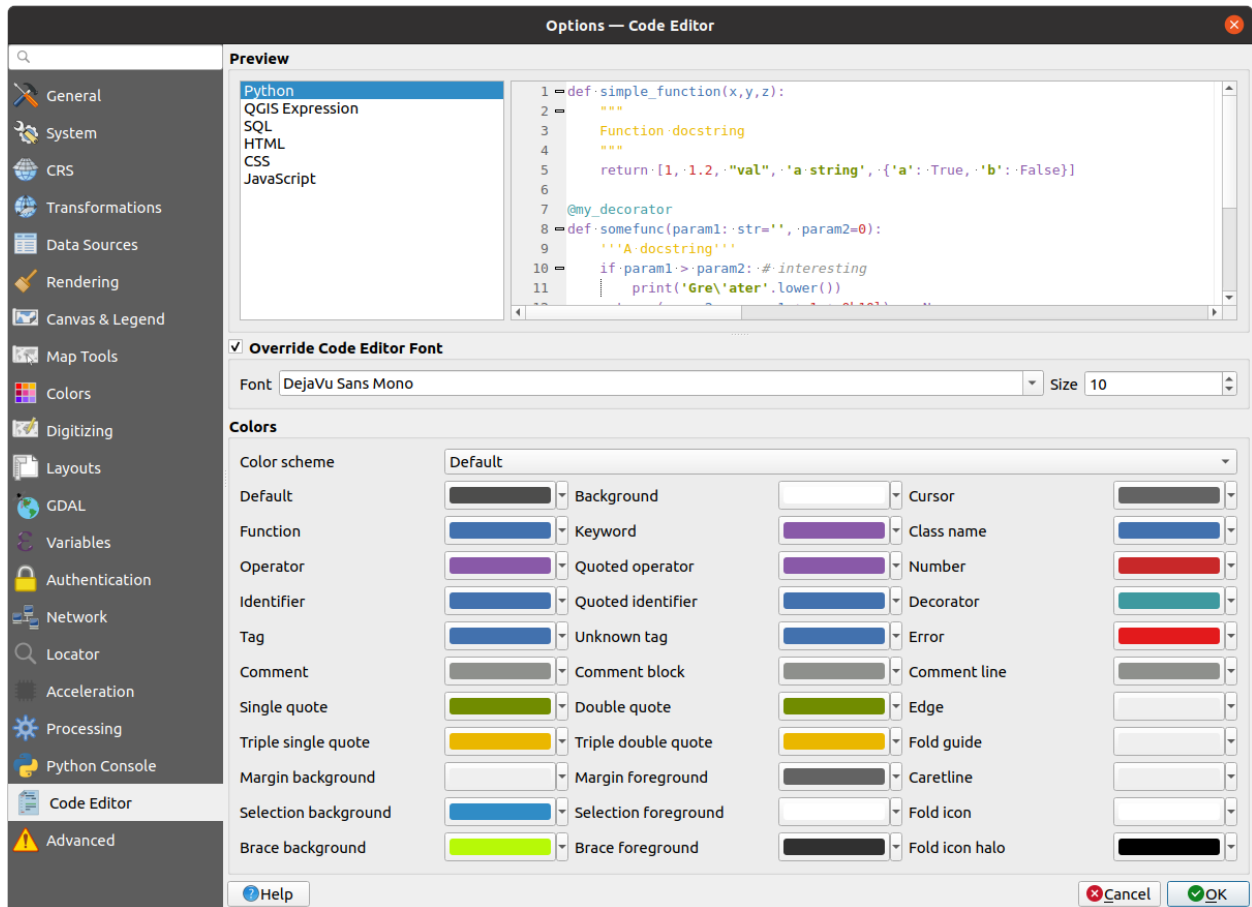 Options — Code Editor
General
System
CRS
Transformations
Data Sources
Rendering
Canvas & Legend
Map Tools
Colors
Digitizing
Layouts
GDAL
Variables
Authentication
Network
Locator
Acceleration
Processing
Python Console
Code Editor
Advanced
Preview
Python
QGIS Expression
SQL
HTML
CSS
JavaScript
1 def·simple_function(x,y,z):
2 """
3 Function·docstring
4 """
5 return·[1,·1.2,·"val",·'a·string',·{'a':·True,·'b':·False}]
6
7 @my_decorator
8 def·somefunc(param1:·str='',·param2=0):
9 '''A·docstring'''
10 if·param1·>·param2:·#·interesting
11 print('Gre\'ater'.lower())
Override Code Editor Font
Font DejaVu Sans Mono Size 10
Colors
Color scheme Default
Default Background Cursor
Function Keyword Class name
Operator Quoted operator Number
Identifier Quoted identifier Decorator
Tag Unknown tag Error
Comment Comment block Comment line
Single quote Double quote Edge
Triple single quote Triple double quote Fold guide
Margin background Margin foreground Caretline
Selection background Selection foreground Fold icon
Brace background Brace foreground Fold icon halo
Help Cancel OK